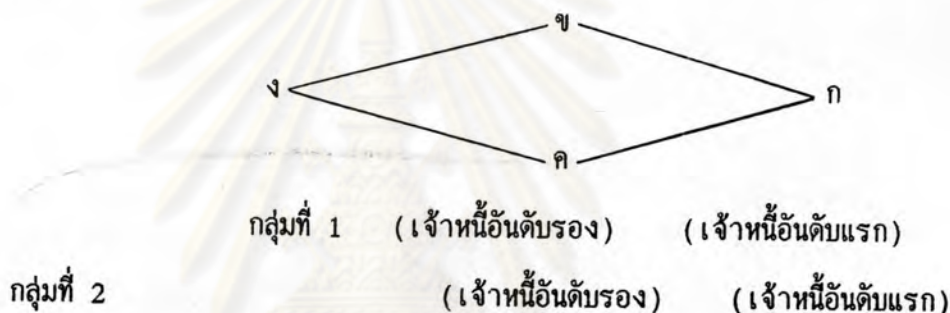 ข
ง ก
ค
กลุ่มที่ 1 (เจ้าหนี้อันดับรอง) (เจ้าหนี้อันดับแรก)
กลุ่มที่ 2 (เจ้าหนี้อันดับรอง) (เจ้าหนี้อันดับแรก)